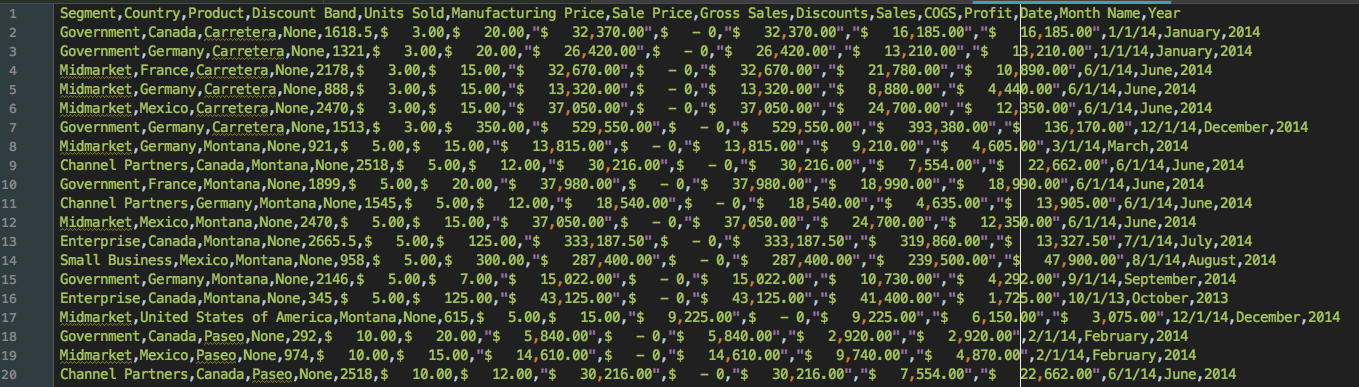 1 Segment,Country,Product,Discount Band,Units Sold,Manufacturing Price,Sale Price,Gross Sales,Discounts,Sales,COGS,Profit,Date,Month Name,Year
2 Government,Canada,Carretera,None,1618.5,$ 3.00,$ 20.00,"$ 32,370.00",$ - 0,"$ 32,370.00","$ 16,185.00","$ 16,185.00",1/1/14,January,2014
3 Government,Germany,Carretera,None,1321,$ 3.00,$ 20.00,"$ 26,420.00",$ - 0,"$ 26,420.00","$ 13,210.00","$ 13,210.00",1/1/14,January,2014
4 Midmarket,France,Carretera,None,2178,$ 3.00,$ 15.00,"$ 32,670.00",$ - 0,"$ 32,670.00","$ 21,780.00","$ 10,890.00",6/1/14,June,2014
5 Midmarket,Germany,Carretera,None,888,$ 3.00,$ 15.00,"$ 13,320.00",$ - 0,"$ 13,320.00","$ 8,880.00","$ 4,440.00",6/1/14,June,2014
6 Midmarket,Mexico,Carretera,None,2470,$ 3.00,$ 15.00,"$ 37,050.00",$ - 0,"$ 37,050.00","$ 24,700.00","$ 12,350.00",6/1/14,June,2014
7 Government,Germany,Carretera,None,1513,$ 3.00,$ 350.00,"$ 529,550.00",$ - 0,"$ 529,550.00","$ 393,380.00","$ 136,170.00",12/1/14,December,2014
8 Midmarket,Germany,Montana,None,921,$ 5.00,$ 15.00,"$ 13,815.00",$ - 0,"$ 13,815.00","$ 9,210.00","$ 4,605.00",3/1/14,March,2014
9 Channel Partners,Canada,Montana,None,2518,$ 5.00,$ 12.00,"$ 30,216.00",$ - 0,"$ 30,216.00","$ 7,554.00","$ 22,662.00",6/1/14,June,2014
10 Government,France,Montana,None,1899,$ 5.00,$ 20.00,"$ 37,980.00",$ - 0,"$ 37,980.00","$ 18,990.00","$ 18,990.00",6/1/14,June,2014
11 Channel Partners,Germany,Montana,None,1545,$ 5.00,$ 12.00,"$ 18,540.00",$ - 0,"$ 18,540.00","$ 4,635.00","$ 13,905.00",6/1/14,June,2014
12 Midmarket,Mexico,Montana,None,2470,$ 5.00,$ 15.00,"$ 37,050.00",$ - 0,"$ 37,050.00","$ 24,700.00","$ 12,350.00",6/1/14,June,2014
13 Enterprise,Canada,Montana,None,2665.5,$ 5.00,$ 125.00,"$ 333,187.50",$ - 0,"$ 333,187.50","$ 319,860.00","$ 13,327.50",7/1/14,July,2014
14 Small Business,Mexico,Montana,None,958,$ 5.00,$ 300.00,"$ 287,400.00",$ - 0,"$ 287,400.00","$ 239,500.00","$ 47,900.00",8/1/14,August,2014
15 Government,Germany,Montana,None,2146,$ 5.00,$ 7.00,"$ 15,022.00",$ - 0,"$ 15,022.00","$ 10,730.00","$ 4,292.00",9/1/14,September,2014
16 Enterprise,Canada,Montana,None,345,$ 5.00,$ 125.00,"$ 43,125.00",$ - 0,"$ 43,125.00","$ 41,400.00","$ 1,725.00",10/1/13,October,2013
17 Midmarket,United States of America,Montana,None,615,$ 5.00,$ 15.00,"$ 9,225.00",$ - 0,"$ 9,225.00","$ 6,150.00","$ 3,075.00",12/1/14,December,2014
18 Government,Canada,Paseo,None,292,$ 10.00,$ 20.00,"$ 5,840.00",$ - 0,"$ 5,840.00","$ 2,920.00","$ 2,920.00",2/1/14,February,2014
19 Midmarket,Mexico,Paseo,None,974,$ 10.00,$ 15.00,"$ 14,610.00",$ - 0,"$ 14,610.00","$ 9,740.00","$ 4,870.00",2/1/14,February,2014
20 Channel Partners,Canada,Paseo,None,2518,$ 10.00,$ 12.00,"$ 30,216.00",$ - 0,"$ 30,216.00","$ 7,554.00","$ 22,662.00",6/1/14,June,2014